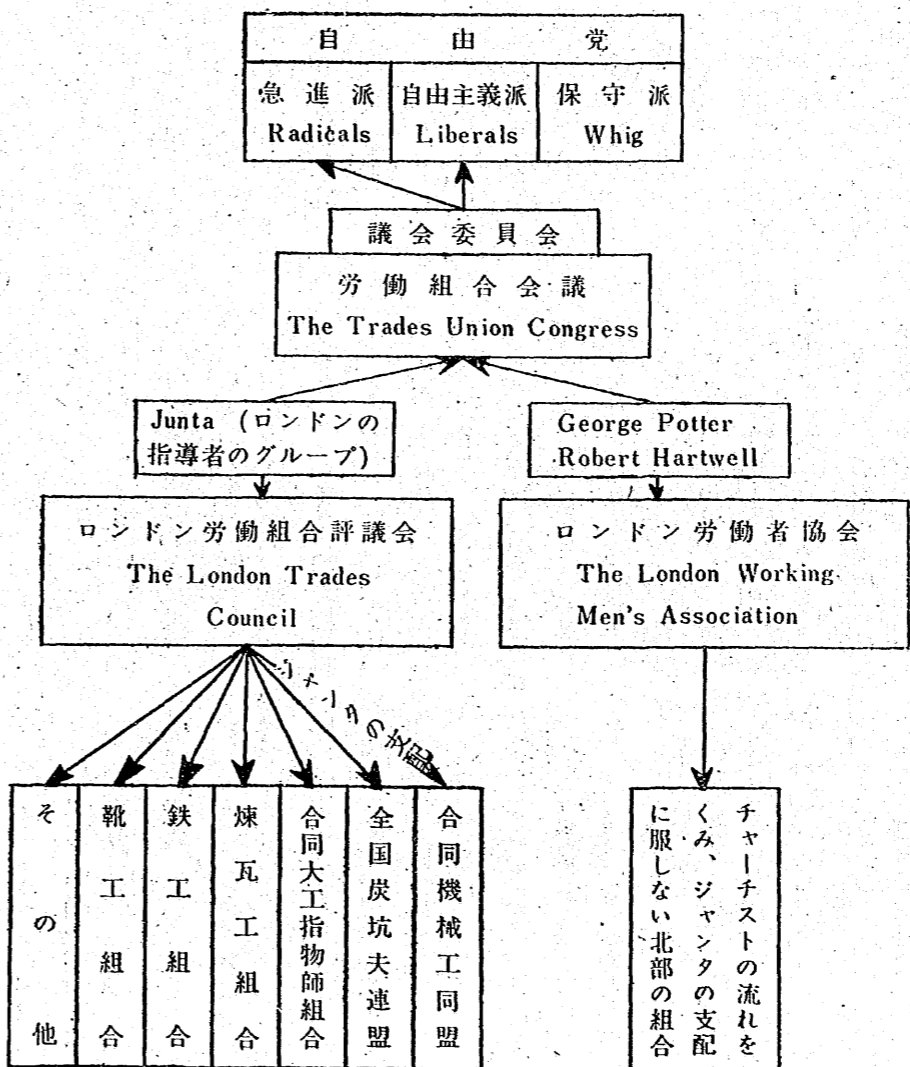 自由党
急進派
Radicals
自由主義派
Liberals
保守派
Whig
議会委員会
労働組合会議
The Trades Union Congress
Junta (ロンドンの
指導者のグループ)
George Potter
Robert Hartwell
ロンドン労働組合評議会
The London Trades
Council
ロンドン労働者協会
The London Working
Men's Association
ジャンタの支配
合同機械工同盟
全国炭坑夫連盟
合同大工指物師組合
煉瓦工組合
鉄工組合
靴工組合
その他
チャーチストの流れを
くみ、ジャンタの支配
に服しない北部の組合